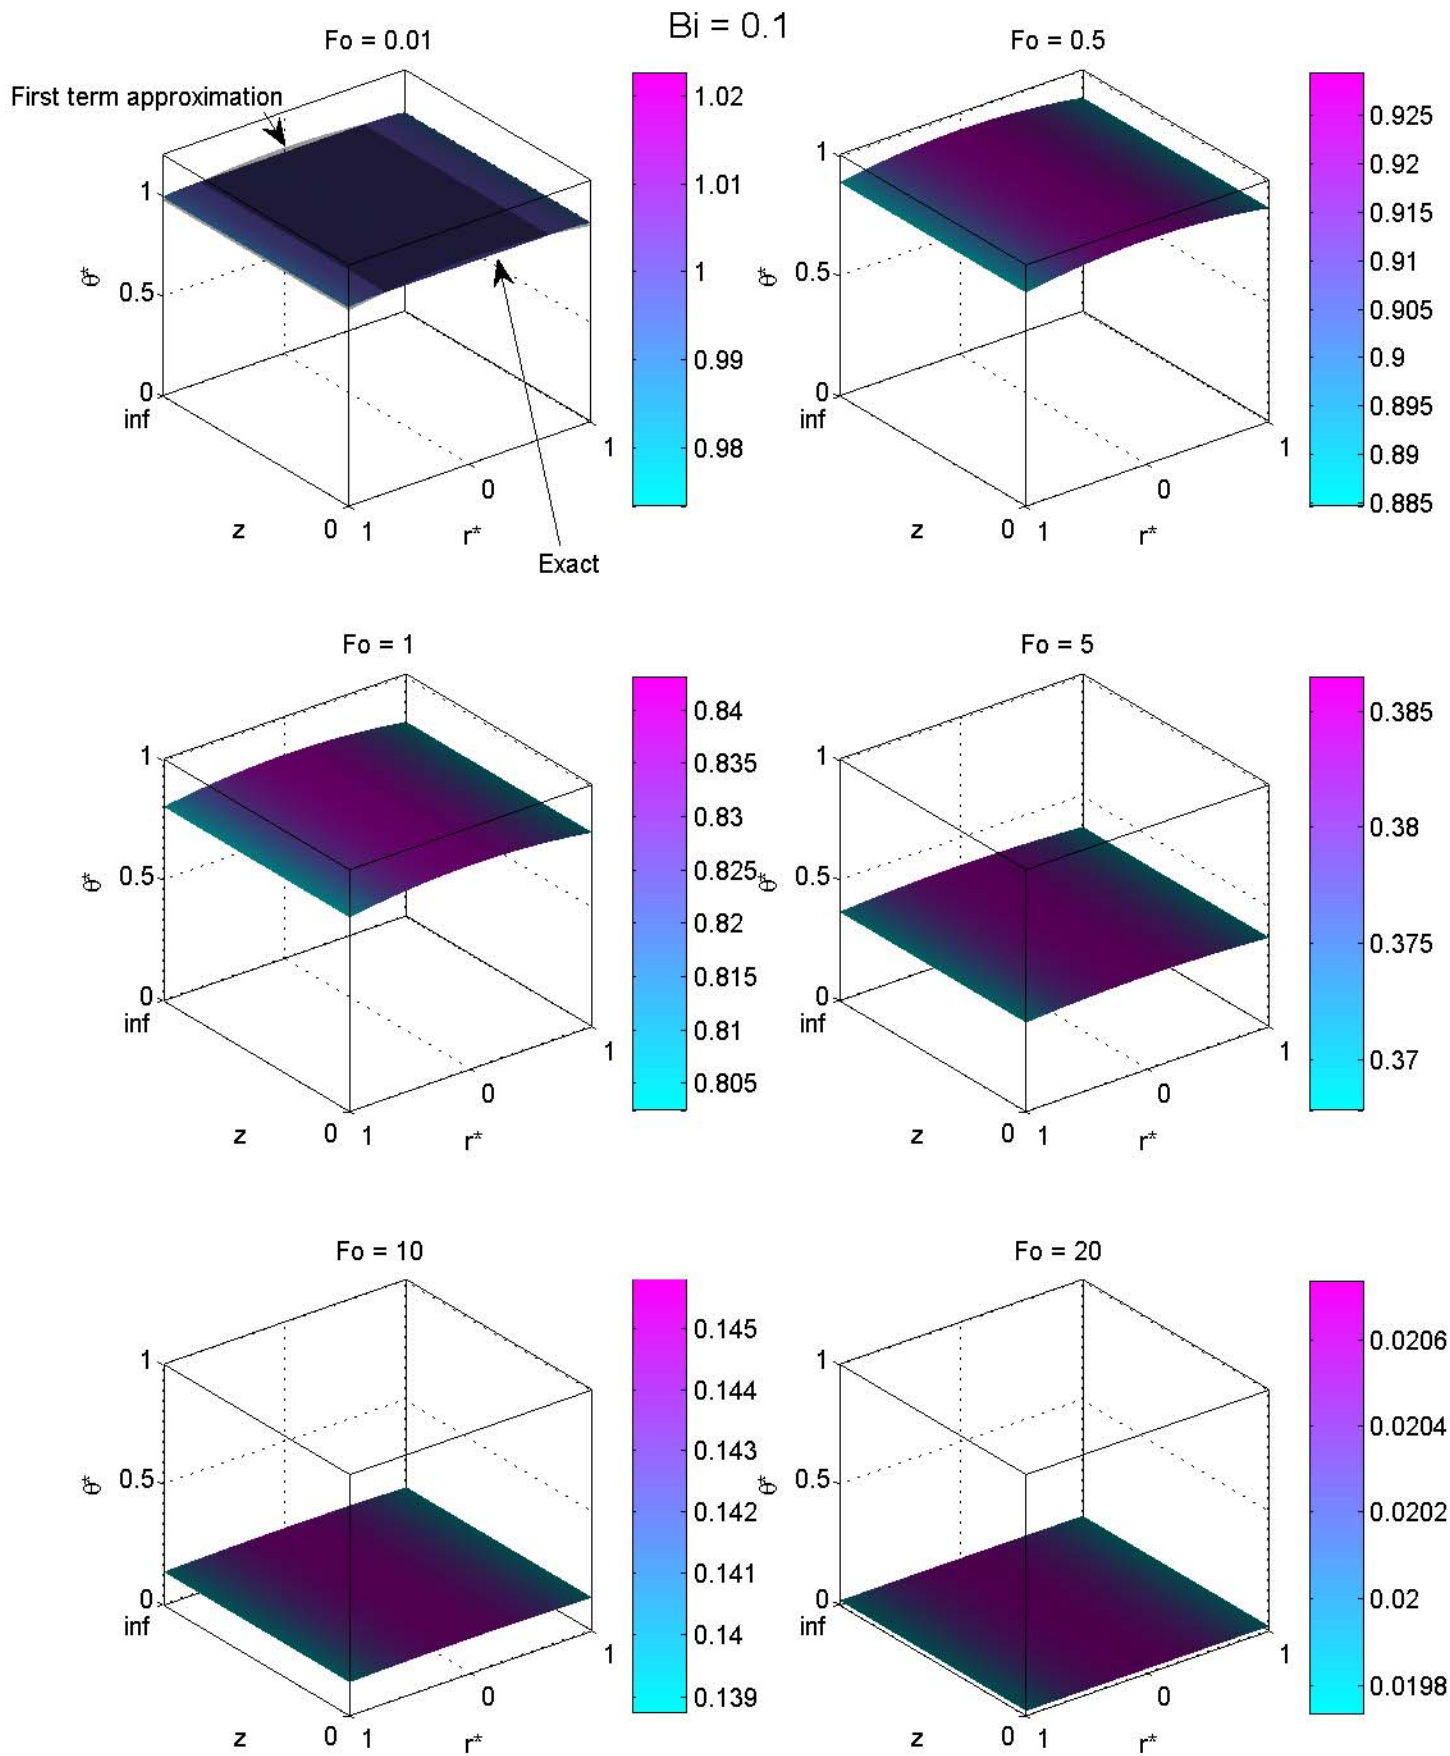 Bi = 0.1
Fo = 0.01
First term approximation
1
0.5
0
θ*
inf
z
0
1
r*
0
1
Exact
1.02
1.01
1
0.99
0.98
Fo = 0.5
1
0.5
0
θ*
inf
z
0
1
r*
0
1
0.925
0.92
0.915
0.91
0.905
0.9
0.895
0.89
0.885
Fo = 1
1
0.5
0
θ*
inf
z
0
1
r*
0
1
0.84
0.835
0.83
0.825
0.82
0.815
0.81
0.805
Fo = 5
1
0.5
0
θ*
inf
z
0
1
r*
0
1
0.385
0.38
0.375
0.37
Fo = 10
1
0.5
0
θ*
inf
z
0
1
r*
0
1
0.145
0.144
0.143
0.142
0.141
0.14
0.139
Fo = 20
1
0.5
0
θ*
inf
z
0
1
r*
0
1
0.0206
0.0204
0.0202
0.02
0.0198